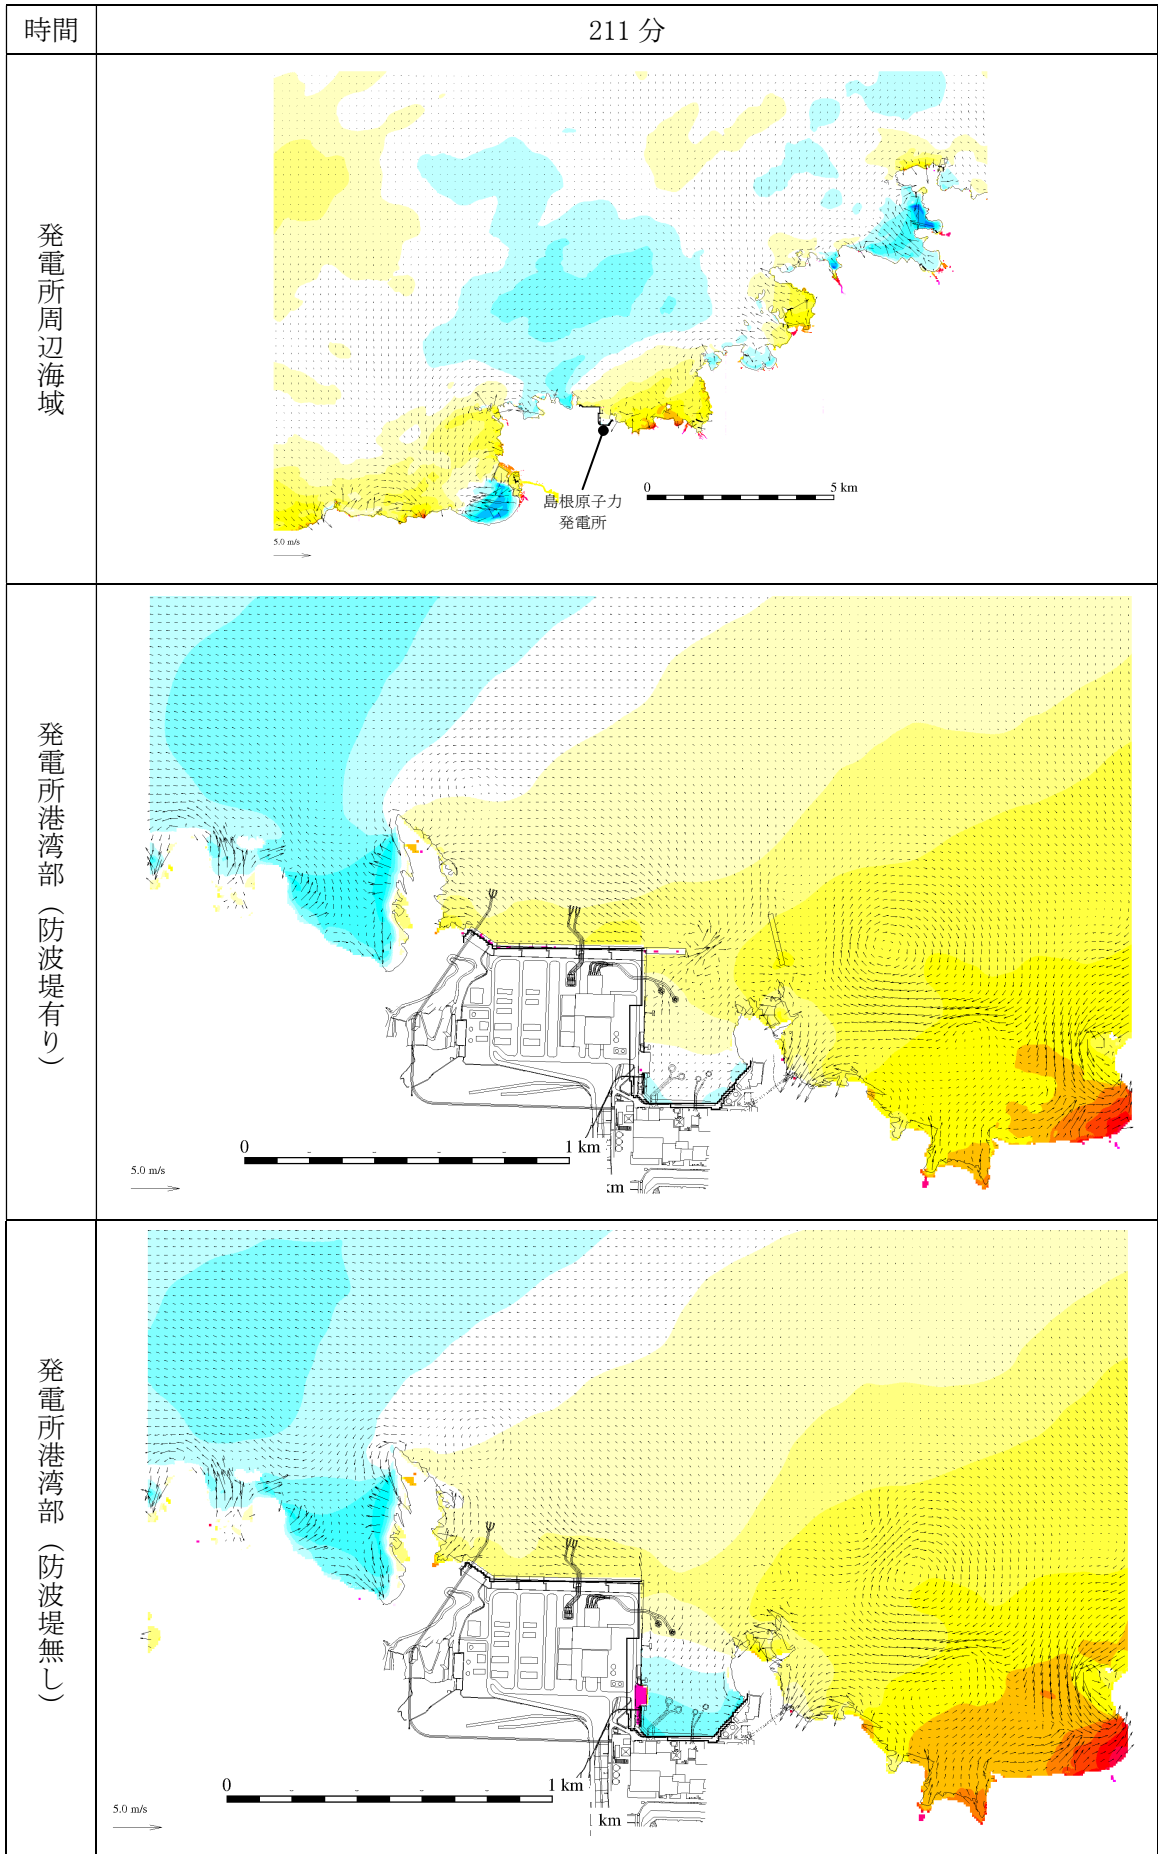 時間
211 分
発電所周辺海域
島根原子力
発電所
0
5 km
5.0 m/s
発電所港湾部（防波堤有り）
0
1 km
km
5.0 m/s
発電所港湾部（防波堤無し）
0
1 km
km
5.0 m/s